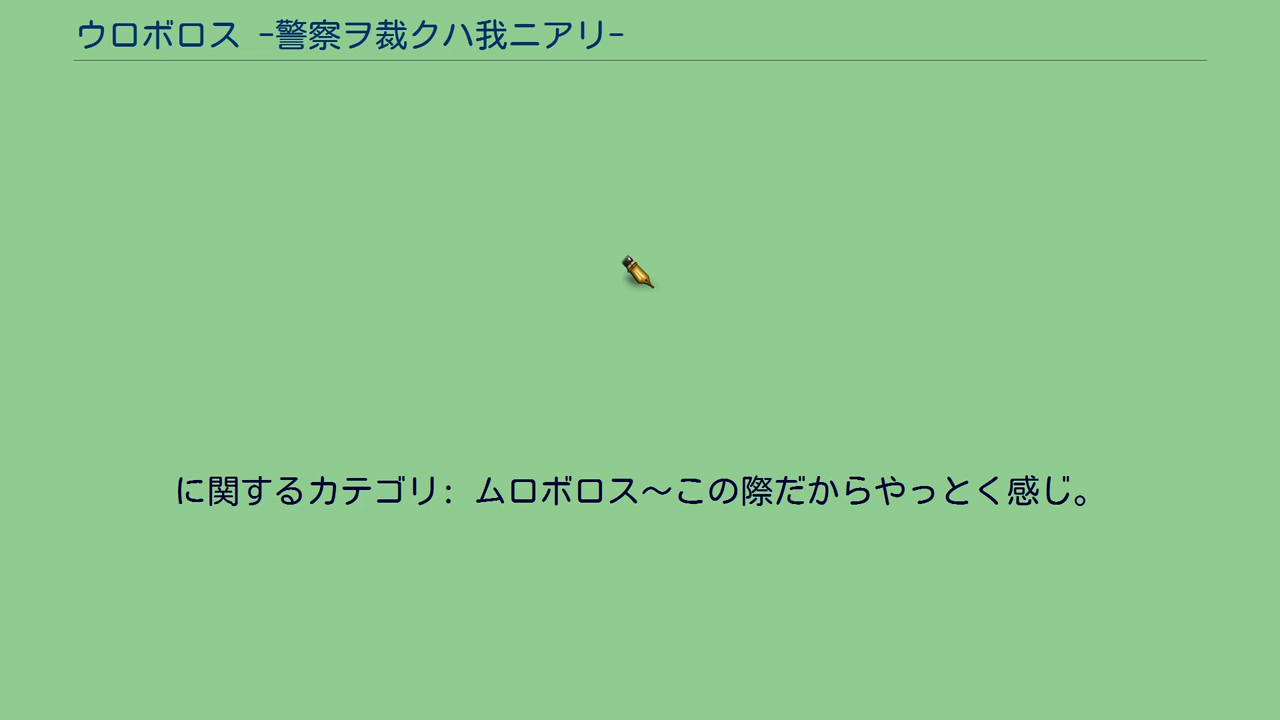 ウロボロス -警察ヲ裁クハ我ニアリ-
に関するカテゴリ: ムロボロス～この際だからやっとく感じ。